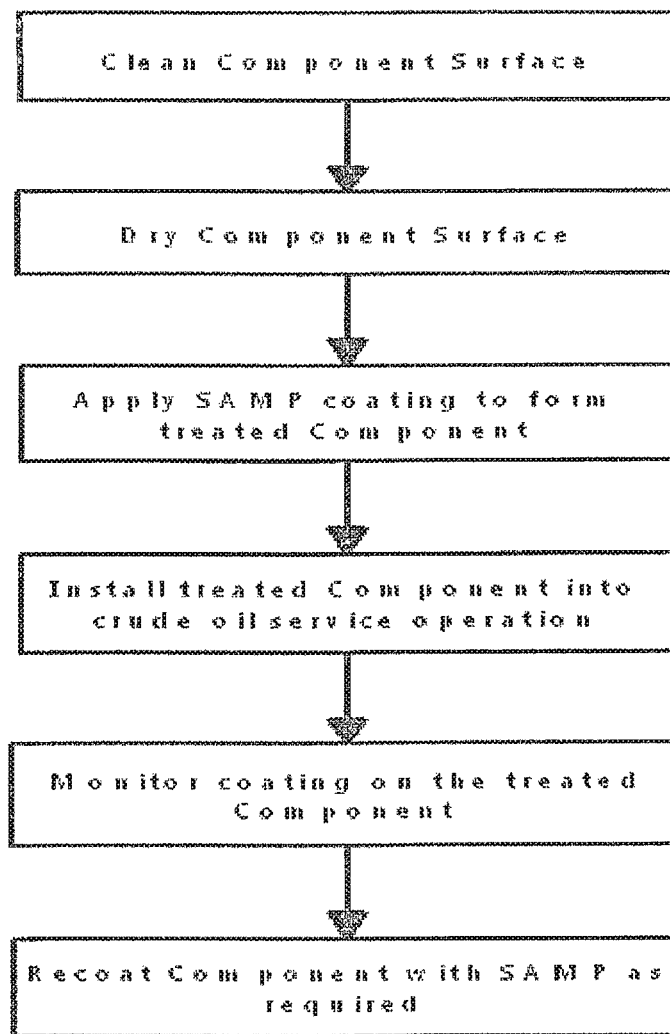 Clean Component Surface
Dry Component Surface
Apply SAMP coating to form
treated Component
Install treated Component into
crude oil service operation
Monitor coating on the treated
Component
Recoat Component with SAMP as
required